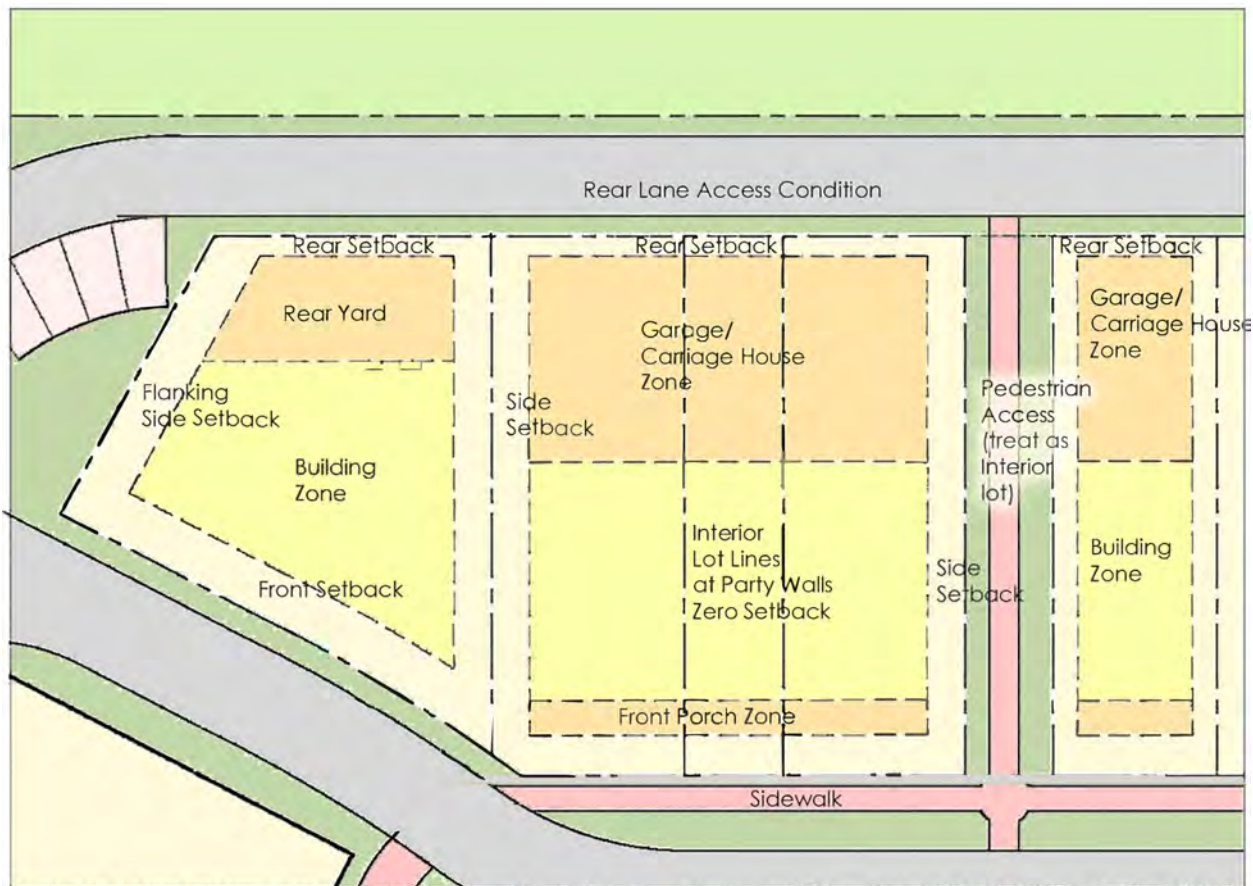 Rear Lane Access Condition
Rear Setback
Rear Setback
Rear Setback
Rear Yard
Garage/
Carriage House
Zone
Garage/
Carriage House
Zone
Flanking
Side Setback
Side
Setback
Pedestrian
Access
(treat as
Interior
lot)
Building
Zone
Interior
Lot Lines
at Party Walls
Zero Setback
Building
Zone
Side
Setback
Front Setback
Front Porch Zone
Sidewalk